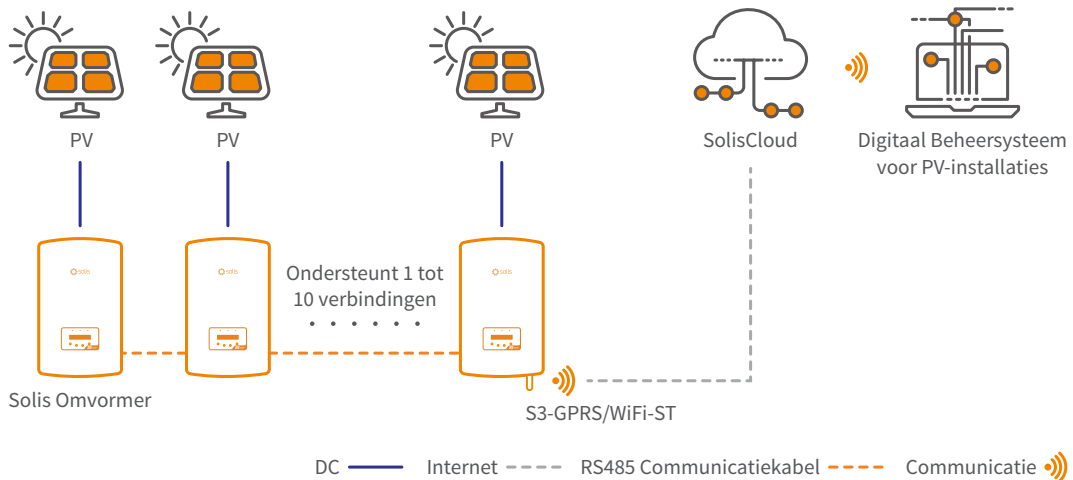 PV
PV
PV
SolisCloud
Digitaal Beheersysteem
voor PV-installaties
solis
solis
solis
Ondersteunt 1 tot
10 verbindingen
Solis Omvormer
S3-GPRS/WiFi-ST
DC
Internet
RS485 Communicatiekabel
Communicatie